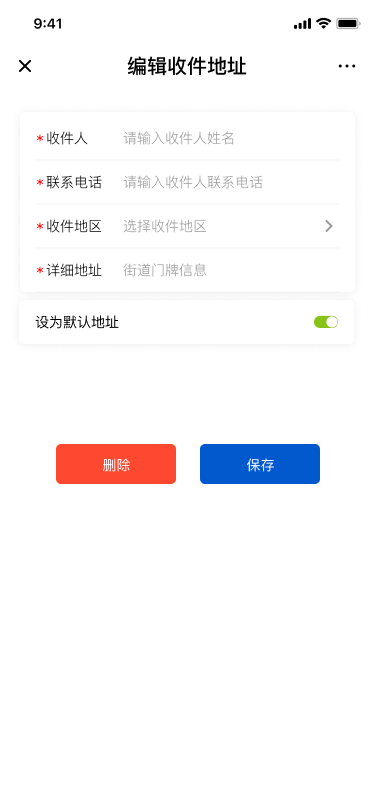 9:41
编辑收件地址
*收件人 请输入收件人姓名
*联系电话 请输入收件人联系电话
*收件地区 选择收件地区
*详细地址 街道门牌信息
设为默认地址
删除 保存